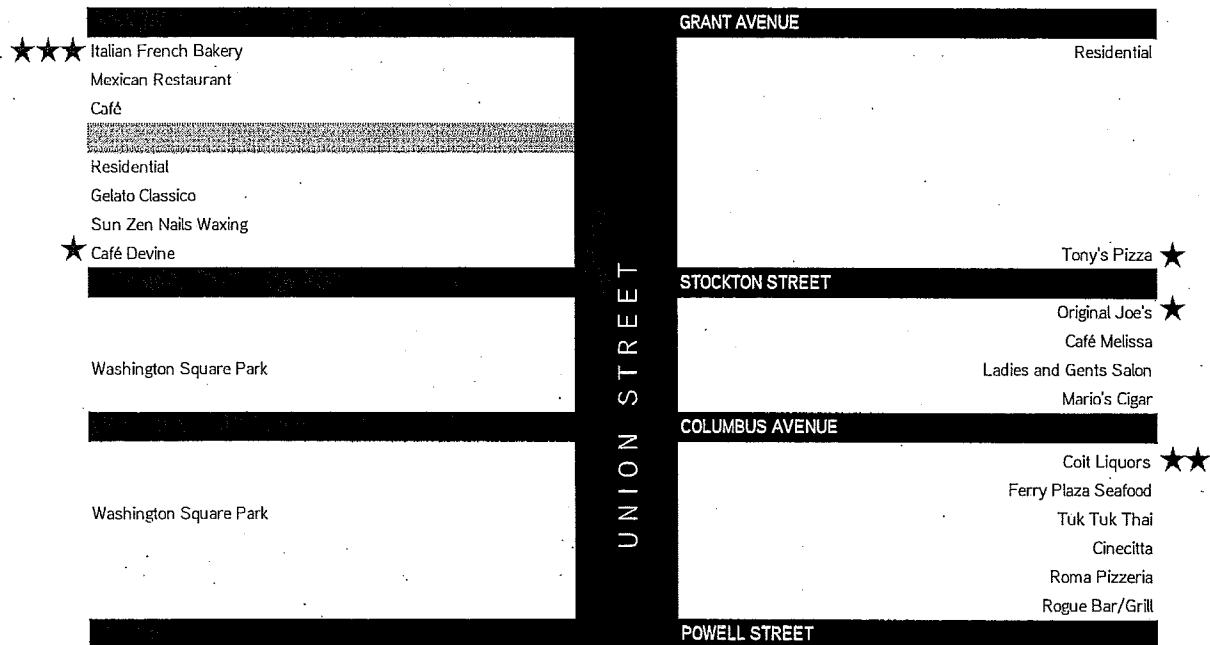 GRANT AVENUE
Italian French Bakery
Residential
Mexican Restaurant
Café
Residential
Gelato Classico
Sun Zen Nails Waxing
Café Devine
Tony's Pizza
STOCKTON STREET
UNION STREET
Original Joe's
Café Melissa
Washington Square Park
Ladies and Gents Salon
Mario's Cigar
COLUMBUS AVENUE
Coit Liquors
Ferry Plaza Seafood
Washington Square Park
Tuk Tuk Thai
Cinecitta
Roma Pizzeria
Rogue Bar/Grill
POWELL STREET